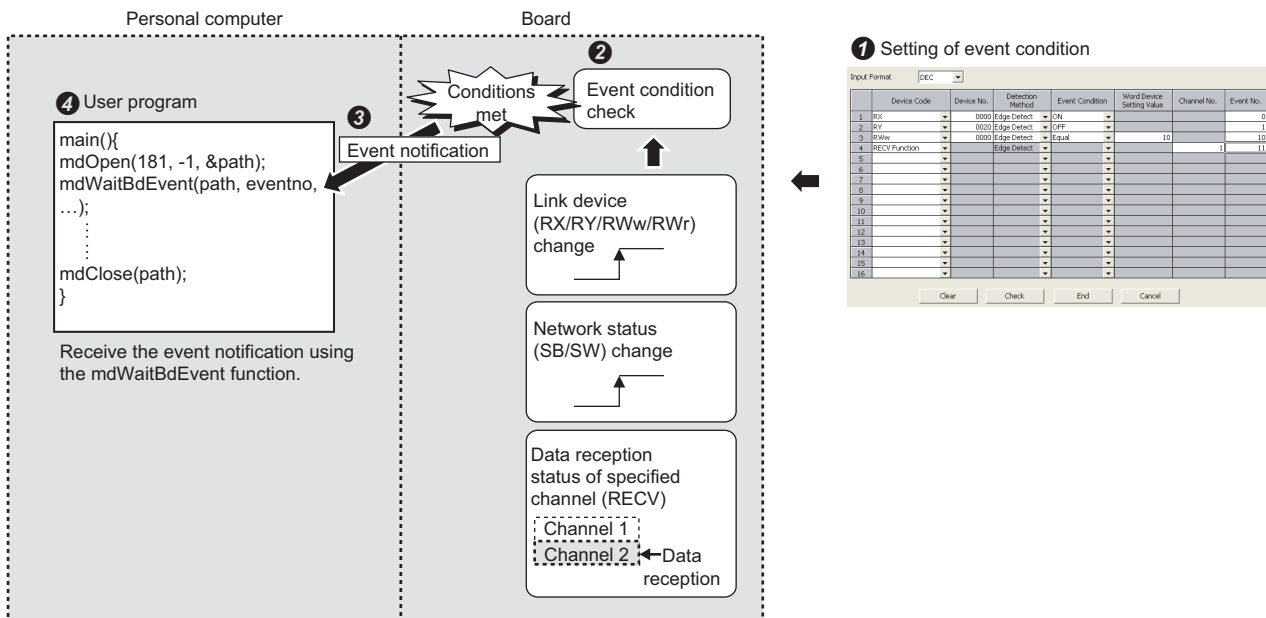 Personal computer
Board
❹ User program
main(){
mdOpen(181, -1, &path);
mdWaitBdEvent(path, eventno,
…);
⋮
mdClose(path);
}
Receive the event notification using
the mdWaitBdEvent function.
❸
Event notification
Conditions
met
❷
Event condition
check
Link device
(RX/RY/RWw/RWr)
change
Network status
(SB/SW) change
Data reception
status of specified
channel (RECV)
Channel 1
Channel 2
Data
reception
❶ Setting of event condition
Input Format DEC
Device Code Device No. Detection Method Event Condition Word Device Setting Value Channel No. Event No.
1 RX 0000 Edge Detect ON 0
2 RY 0020 Edge Detect OFF 1
3 RWw 0000 Edge Detect Equal 10 10
4 RECV Function Edge Detect 1 11
5
6
7
8
9
10
11
12
13
14
15
16
Clear Check End Cancel